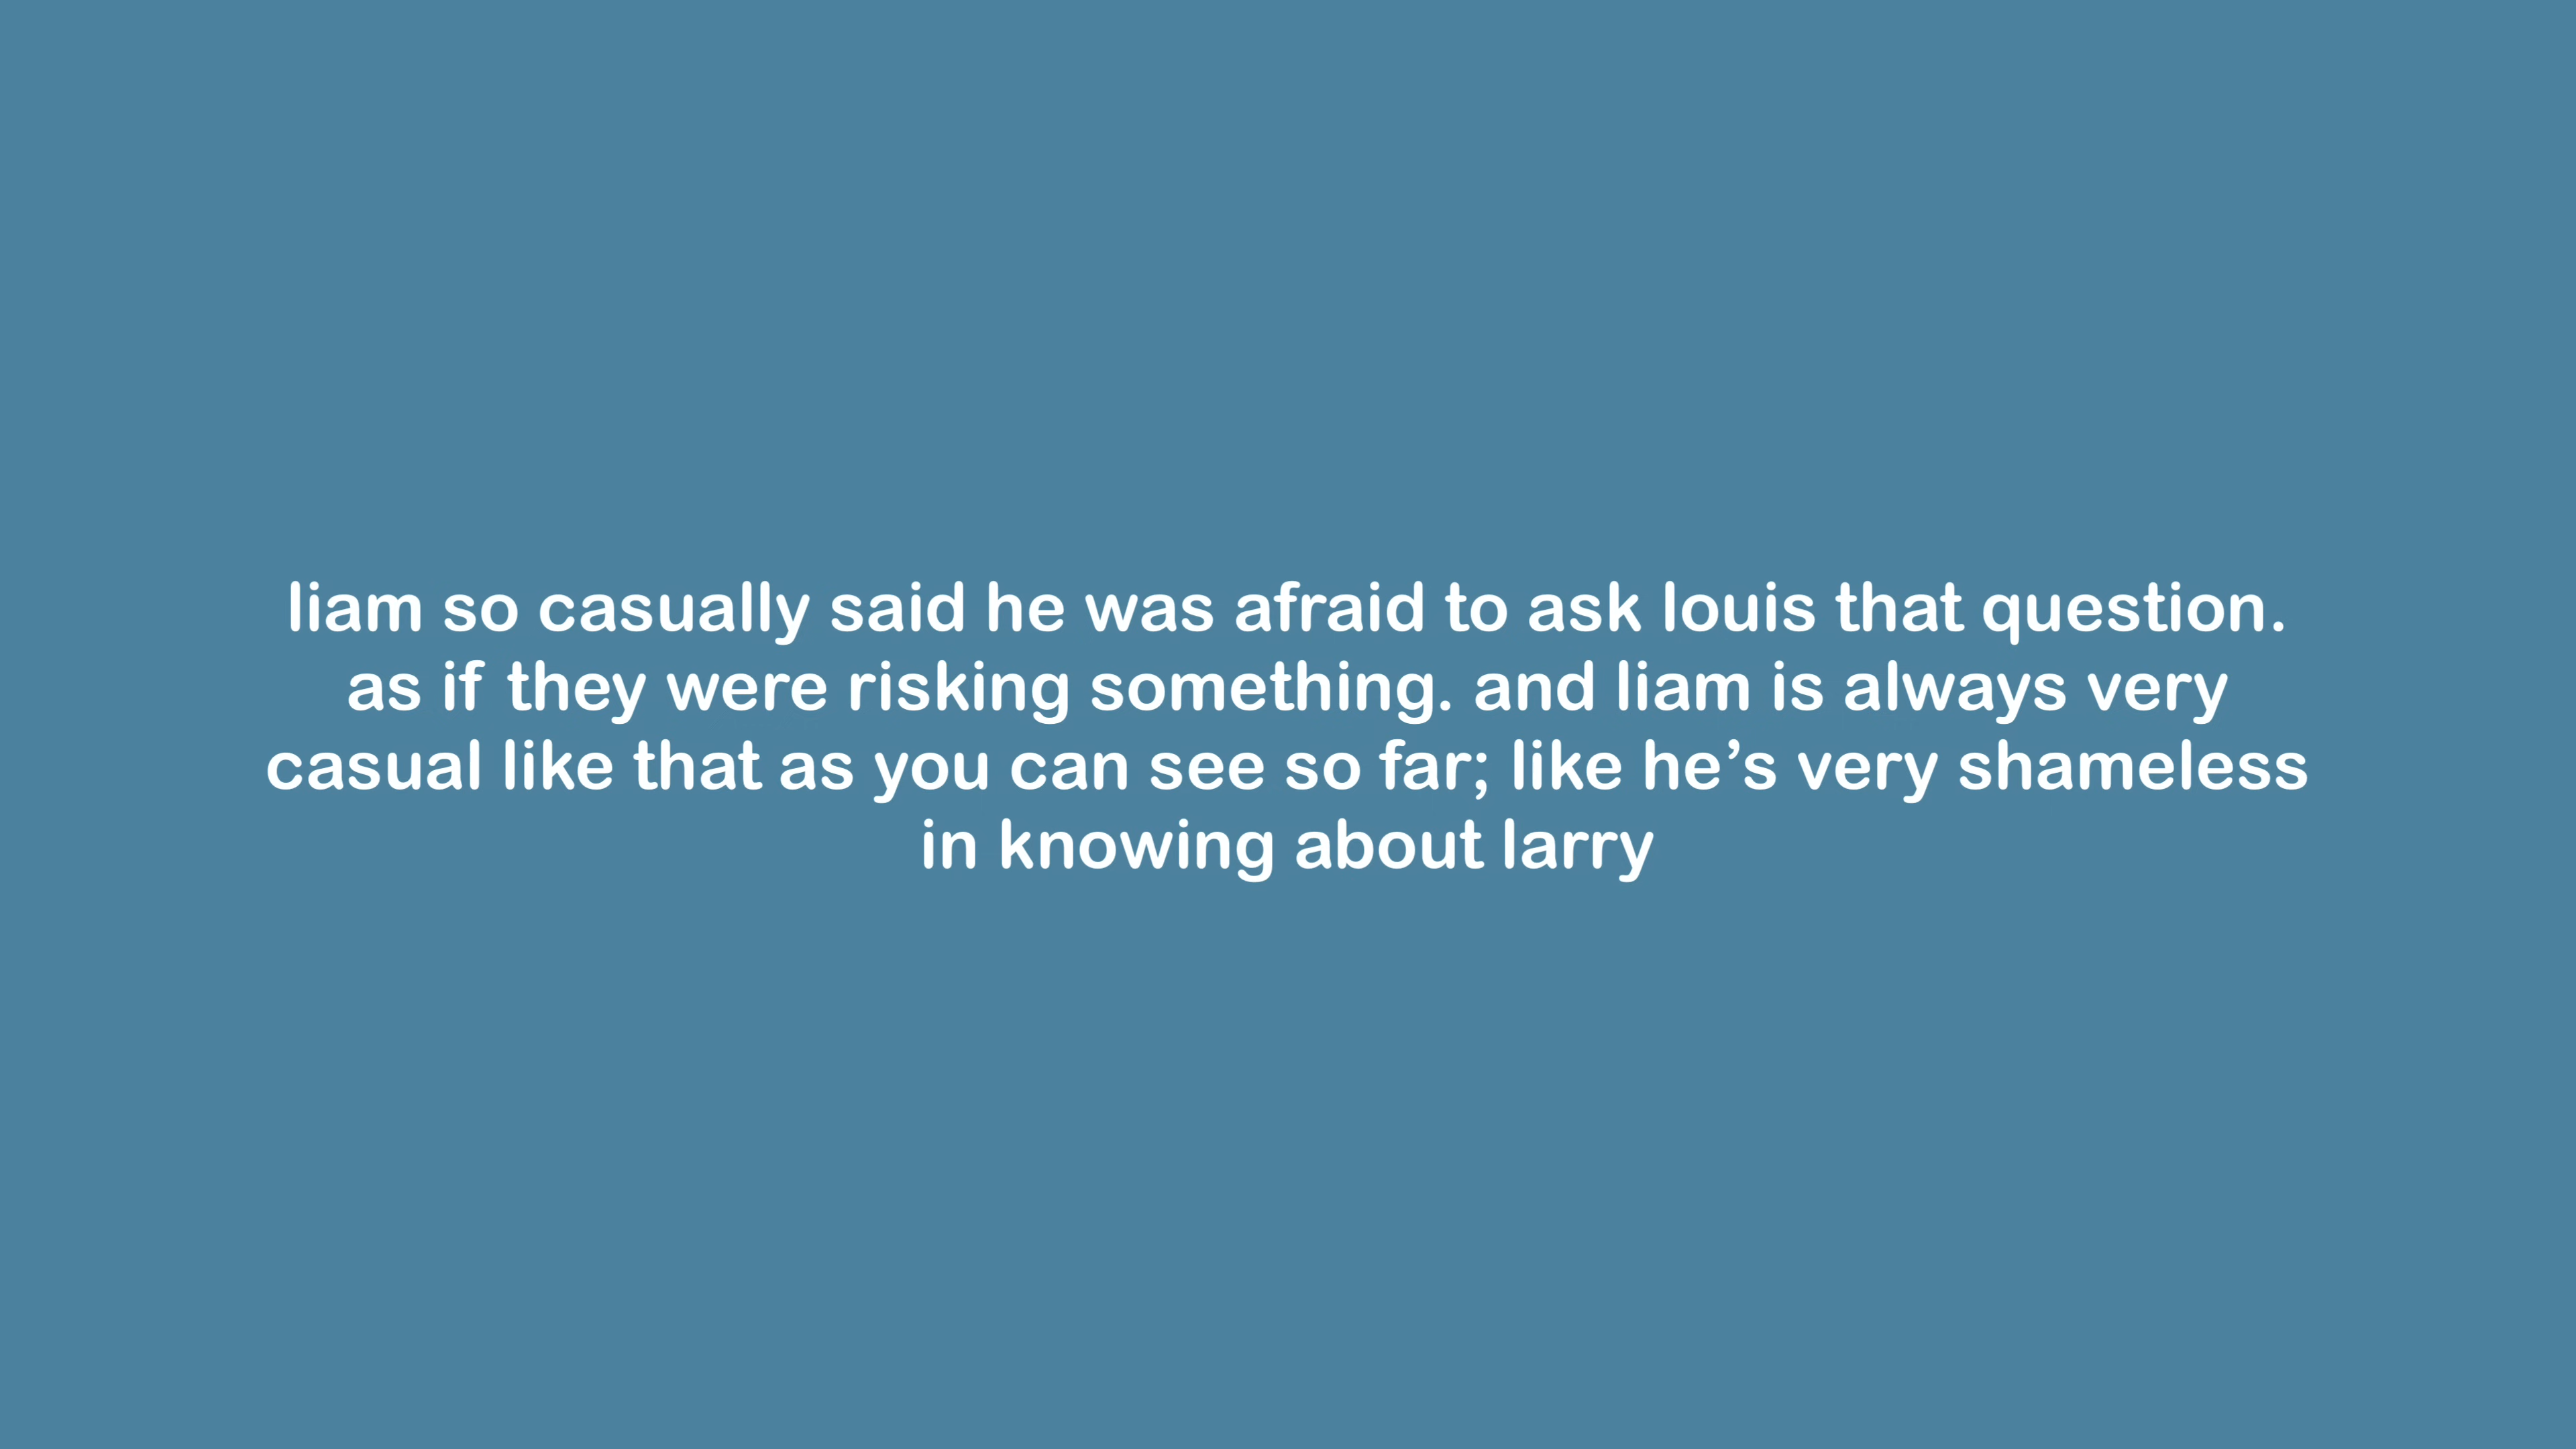 liam so casually said he was afraid to ask louis that question.
as if they were risking something. and liam is always very
casual like that as you can see so far; like he’s very shameless
in knowing about larry